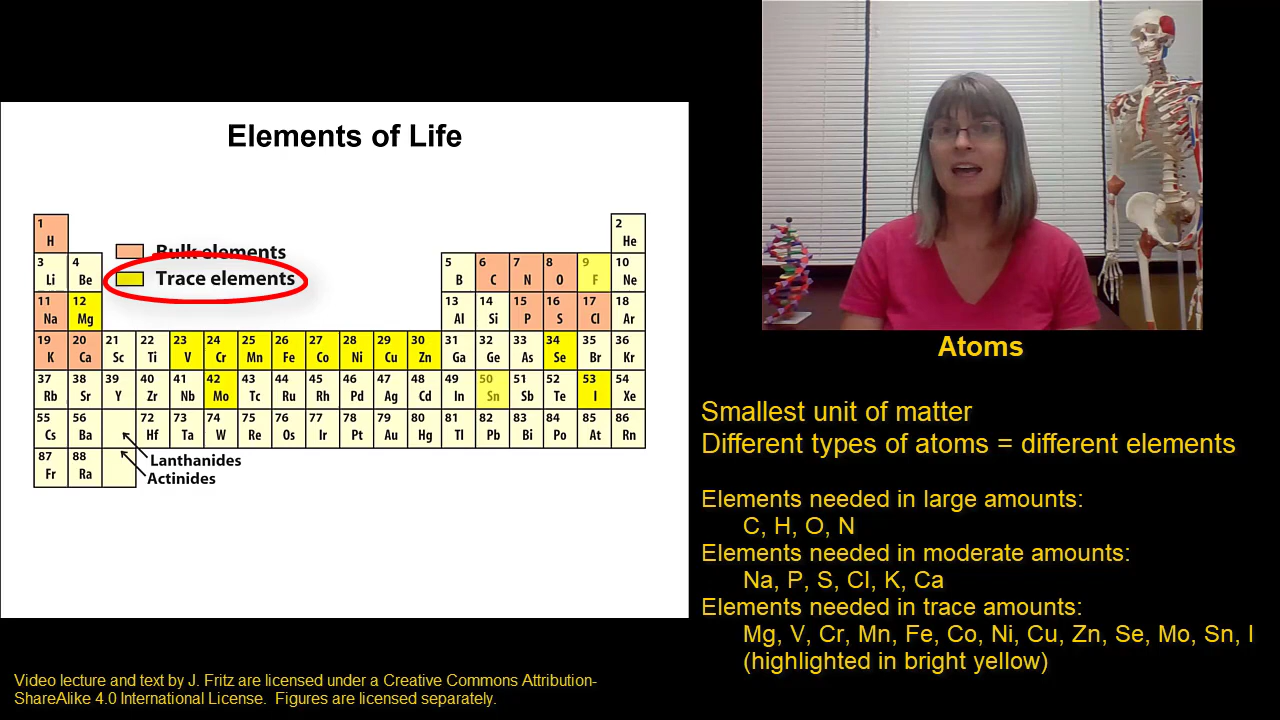 Elements of Life
1 H 2 He
Bulk elements
Trace elements
3 Li 4 Be 5 B 6 C 7 N 8 O 9 F 10 Ne
11 Na 12 Mg 13 Al 14 Si 15 P 16 S 17 Cl 18 Ar
19 K 20 Ca 21 Sc 22 Ti 23 V 24 Cr 25 Mn 26 Fe 27 Co 28 Ni 29 Cu 30 Zn 31 Ga 32 Ge 33 As 34 Se 35 Br 36 Kr
37 Rb 38 Sr 39 Y 40 Zr 41 Nb 42 Mo 43 Tc 44 Ru 45 Rh 46 Pd 47 Ag 48 Cd 49 In 50 Sn 51 Sb 52 Te 53 I 54 Xe
55 Cs 56 Ba 72 Hf 73 Ta 74 W 75 Re 76 Os 77 Ir 78 Pt 79 Au 80 Hg 81 Tl 82 Pb 83 Bi 84 Po 85 At 86 Rn
87 Fr 88 Ra
Lanthanides
Actinides
Atoms
Smallest unit of matter
Different types of atoms = different elements
Elements needed in large amounts:
C, H, O, N
Elements needed in moderate amounts:
Na, P, S, Cl, K, Ca
Elements needed in trace amounts:
Mg, V, Cr, Mn, Fe, Co, Ni, Cu, Zn, Se, Mo, Sn, I
(highlighted in bright yellow)
Video lecture and text by J. Fritz are licensed under a Creative Commons Attribution-
ShareAlike 4.0 International License. Figures are licensed separately.